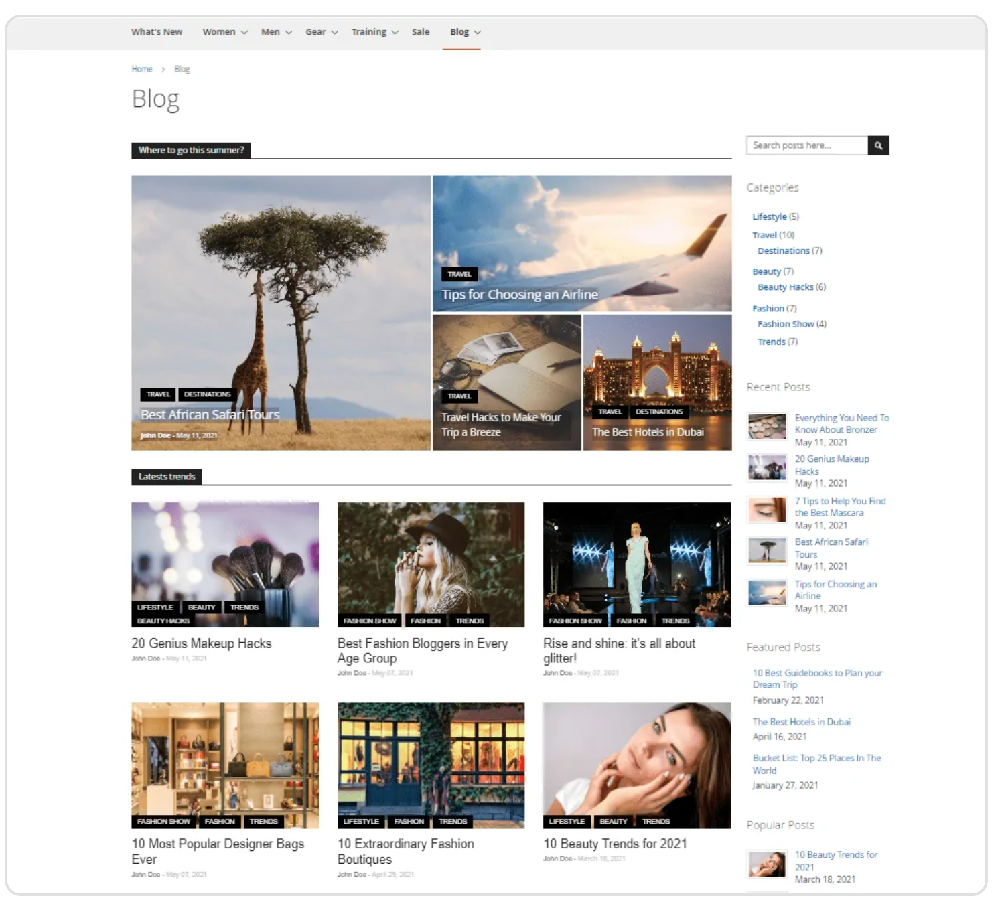 What's New Women Men Gear Training Sale Blog
Home > Blog
Blog
Where to go this summer?
TRAVEL DESTINATIONS
Best African Safari Tours
John Doe - May 11, 2021
TRAVEL
Tips for Choosing an Airline
TRAVEL
Travel Hacks to Make Your
Trip a Breeze
TRAVEL DESTINATIONS
The Best Hotels in Dubai
Latests trends
LIFESTYLE BEAUTY TRENDS
BEAUTY HACKS
20 Genius Makeup Hacks
John Doe - May 11, 2021
FASHION SHOW FASHION TRENDS
Best Fashion Bloggers in Every
Age Group
John Doe - May 07, 2021
FASHION SHOW FASHION TRENDS
Rise and shine: it's all about
glitter!
John Doe - May 07, 2021
FASHION SHOW FASHION TRENDS
10 Most Popular Designer Bags
Ever
John Doe - May 07, 2021
LIFESTYLE FASHION TRENDS
10 Extraordinary Fashion
Boutiques
John Doe - April 29, 2021
LIFESTYLE BEAUTY TRENDS
10 Beauty Trends for 2021
John Doe - March 18, 2021
Search posts here...
Categories
Lifestyle (5)
Travel (10)
Destinations (7)
Beauty (7)
Beauty Hacks (6)
Fashion (7)
Fashion Show (4)
Trends (7)
Recent Posts
Everything You Need To
Know About Bronzer
May 11, 2021
20 Genius Makeup
Hacks
May 11, 2021
7 Tips to Help You Find
the Best Mascara
May 11, 2021
Best African Safari
Tours
May 11, 2021
Tips for Choosing an
Airline
May 11, 2021
Featured Posts
10 Best Guidebooks to Plan your
Dream Trip
February 22, 2021
The Best Hotels in Dubai
April 16, 2021
Bucket List: Top 25 Places In The
World
January 27, 2021
Popular Posts
10 Beauty Trends for
2021
March 18, 2021